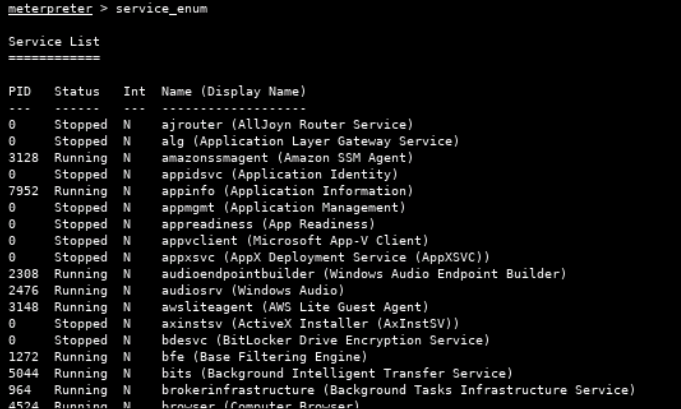 meterpreter > service_enum
Service List
============
PID Status Int Name (Display Name)
--- ------ --- -------------------
0 Stopped N ajrouter (AllJoyn Router Service)
0 Stopped N alg (Application Layer Gateway Service)
3128 Running N amazonssmagent (Amazon SSM Agent)
0 Stopped N appidsvc (Application Identity)
7952 Running N appinfo (Application Information)
0 Stopped N appmgmt (Application Management)
0 Stopped N appreadiness (App Readiness)
0 Stopped N appvclient (Microsoft App-V Client)
0 Stopped N appxsvc (AppX Deployment Service (AppXSVC))
2308 Running N audioendpointbuilder (Windows Audio Endpoint Builder)
2476 Running N audiosrv (Windows Audio)
3148 Running N awsliteagent (AWS Lite Guest Agent)
0 Stopped N axinstsv (ActiveX Installer (AxInstSV))
0 Stopped N bdesvc (BitLocker Drive Encryption Service)
1272 Running N bfe (Base Filtering Engine)
5044 Running N bits (Background Intelligent Transfer Service)
964 Running N brokerinfrastructure (Background Tasks Infrastructure Service)
4524 Running N browser (Computer Browser)